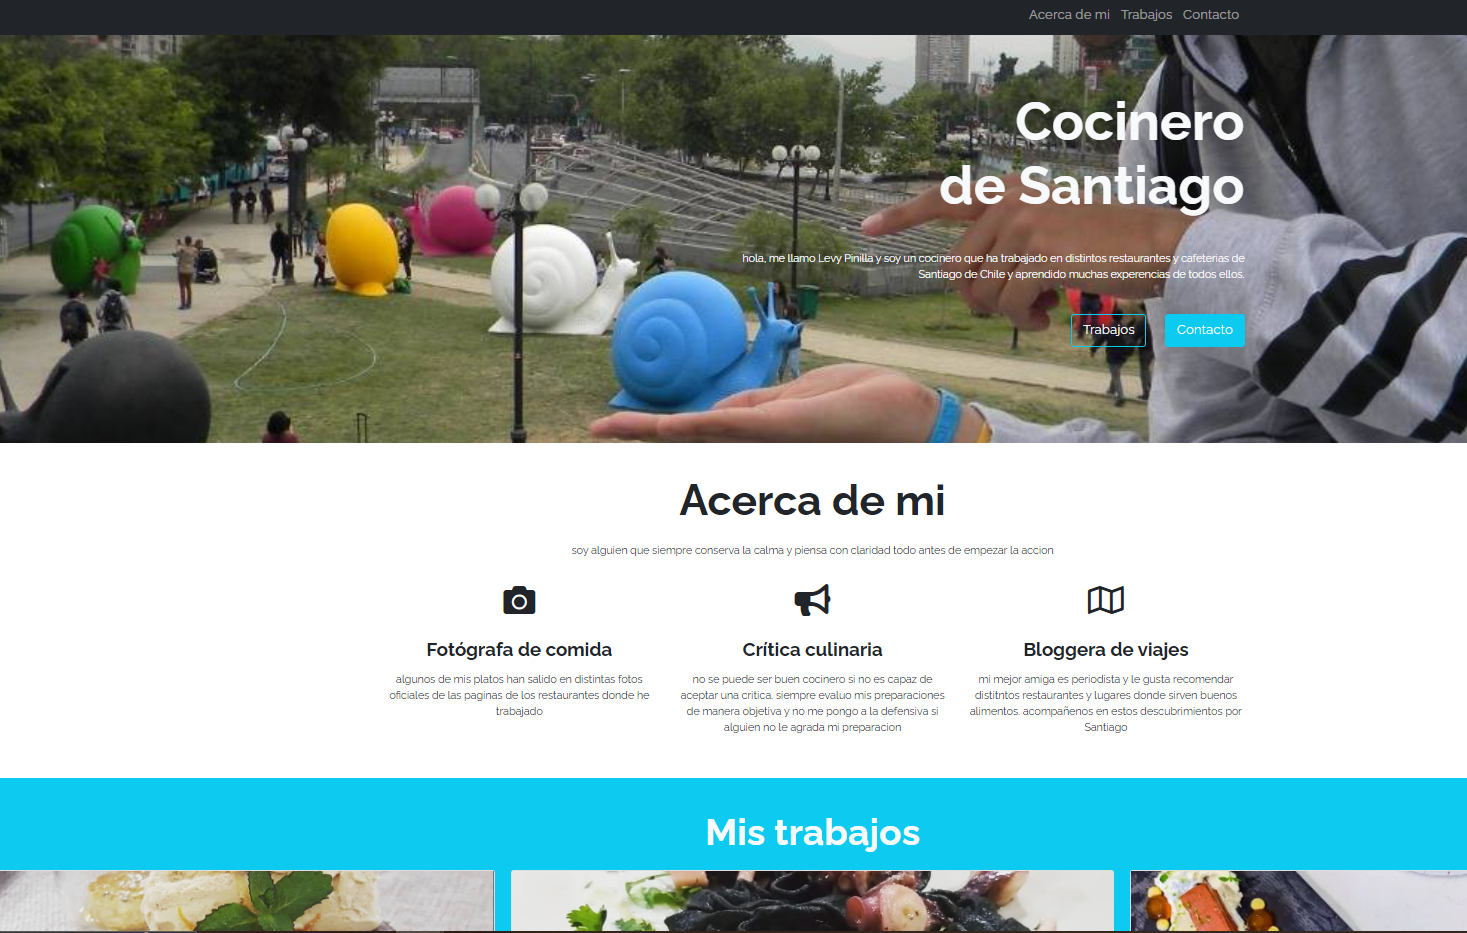 Acerca de mi Trabajos Contacto
Cocinero
de Santiago
hola, me llamo Levy Pinilla y soy un cocinero que ha trabajado en distintos restaurantes y cafeterias de
Santiago de Chile y aprendido muchas experencias de todos ellos.
Trabajos Contacto
Acerca de mi
soy alguien que siempre conserva la calma y piensa con claridad todo antes de empezar la accion
Fotógrafa de comida
algunos de mis platos han salido en distintas fotos
oficiales de las paginas de los restaurantes donde he
trabajado
Crítica culinaria
no se puede ser buen cocinero si no es capaz de
aceptar una critica. siempre evaluo mis preparaciones
de manera objetiva y no me pongo a la defensiva si
alguien no le agrada mi preparacion
Bloggera de viajes
mi mejor amiga es periodista y le gusta recomendar
distitntos restaurantes y lugares donde sirven buenos
alimentos. acompañenos en estos descubrimientos por
Santiago
Mis trabajos